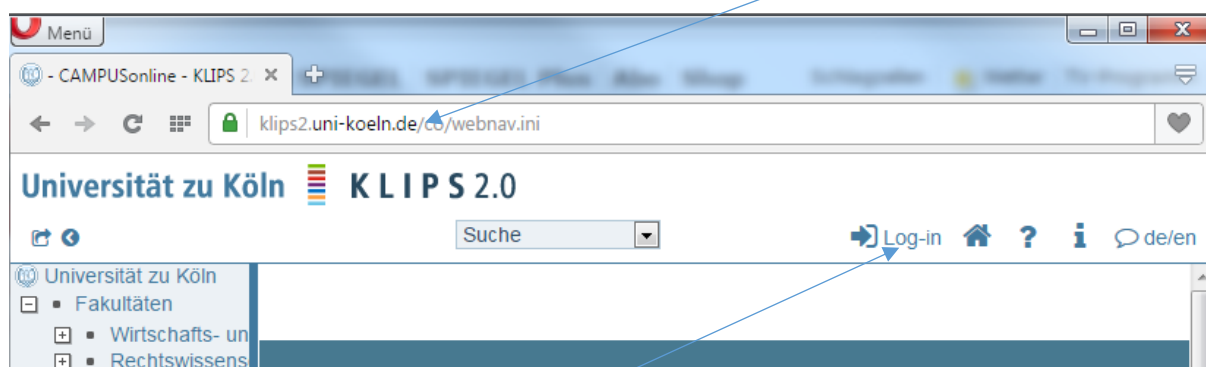 Menü
- CAMPUSonline - KLIPS 2.
klips2.uni-koeln.de/co/webnav.ini
Universität zu Köln KLIPS 2.0
Suche Log-in ? i de/en
Universität zu Köln
Fakultäten
Wirtschafts- un
Rechtswissens